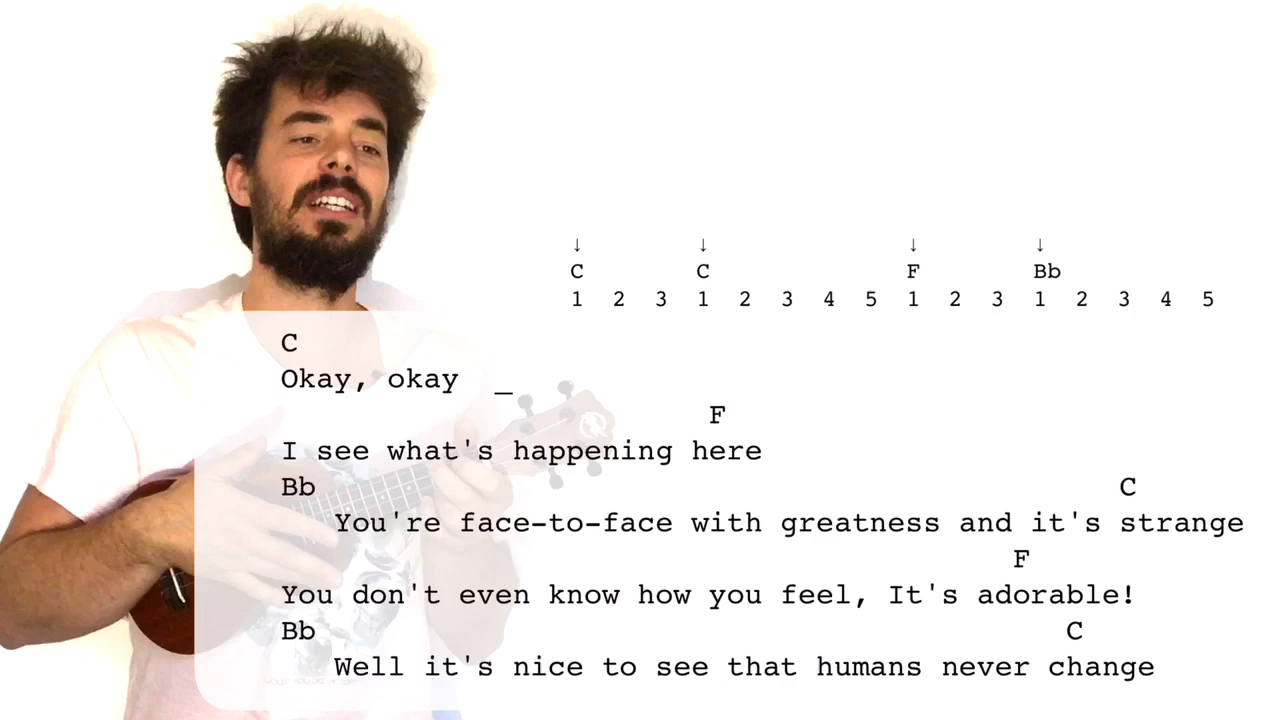 ↓ ↓ ↓ ↓
C C F Bb
1 2 3 1 2 3 4 5 1 2 3 1 2 3 4 5
C
Okay, okay _
F
I see what's happening here
Bb C
You're face-to-face with greatness and it's strange
F
You don't even know how you feel, It's adorable!
Bb C
Well it's nice to see that humans never change